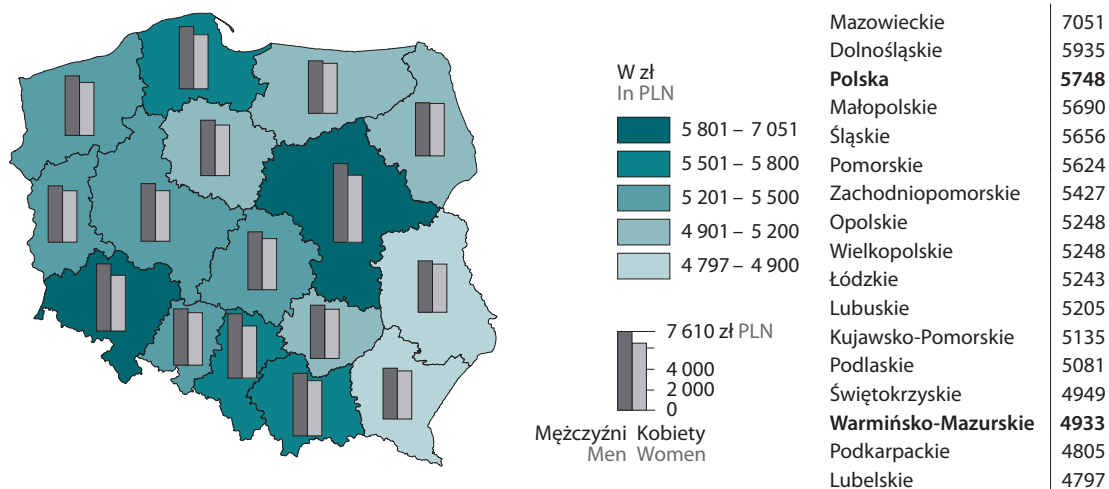 W zł
In PLN
5 801 – 7 051
5 501 – 5 800
5 201 – 5 500
4 901 – 5 200
4 797 – 4 900
7 610 zł PLN
4 000
2 000
0
Mężczyźni Kobiety
Men Women
Mazowieckie 7051
Dolnośląskie 5935
Polska 5748
Małopolskie 5690
Śląskie 5656
Pomorskie 5624
Zachodniopomorskie 5427
Opolskie 5248
Wielkopolskie 5248
Łódzkie 5243
Lubuskie 5205
Kujawsko-Pomorskie 5135
Podlaskie 5081
Świętokrzyskie 4949
Warmińsko-Mazurskie 4933
Podkarpackie 4805
Lubelskie 4797